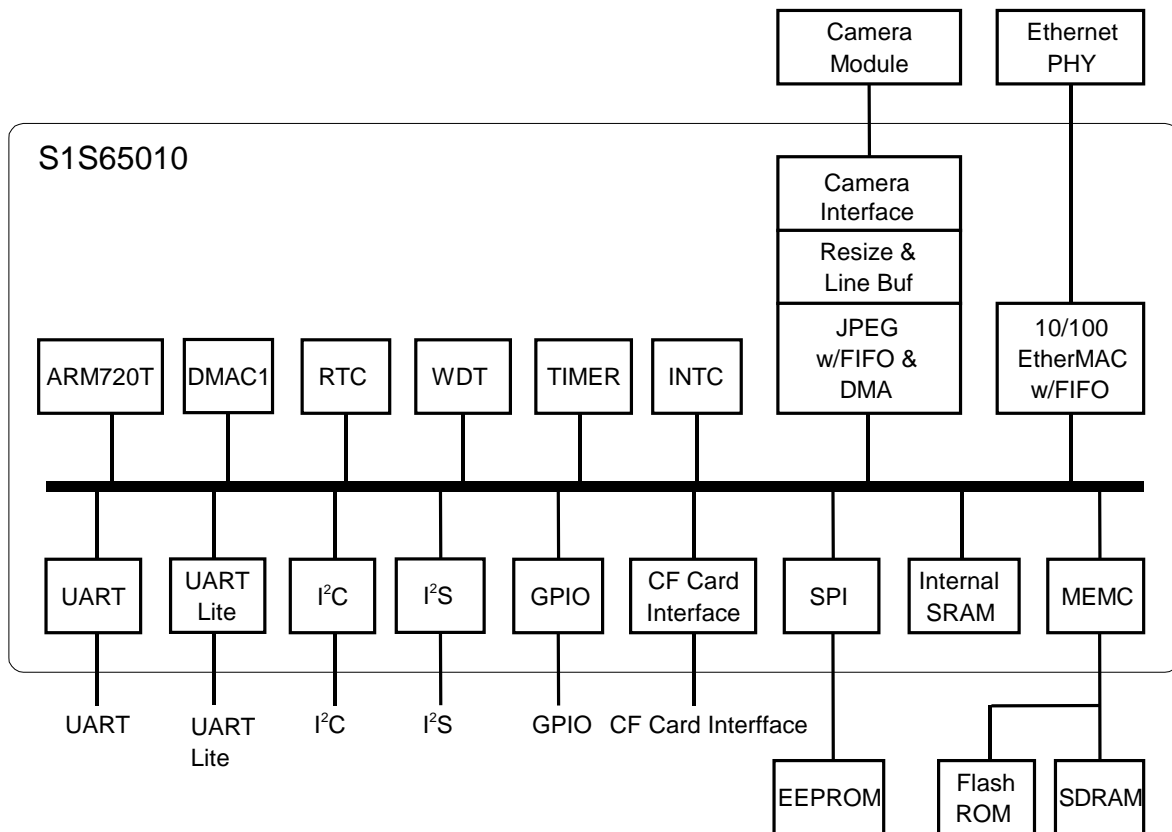 Camera
Module
Ethernet
PHY
S1S65010
Camera
Interface
Resize &
Line Buf
JPEG
w/FIFO &
DMA
10/100
EtherMAC
w/FIFO
ARM720T
DMAC1
RTC
WDT
TIMER
INTC
UART
UART
Lite
I²C
I²S
GPIO
CF Card
Interface
SPI
Internal
SRAM
MEMC
UART
UART
Lite
I²C
I²S
GPIO
CF Card Interfface
EEPROM
Flash
ROM
SDRAM